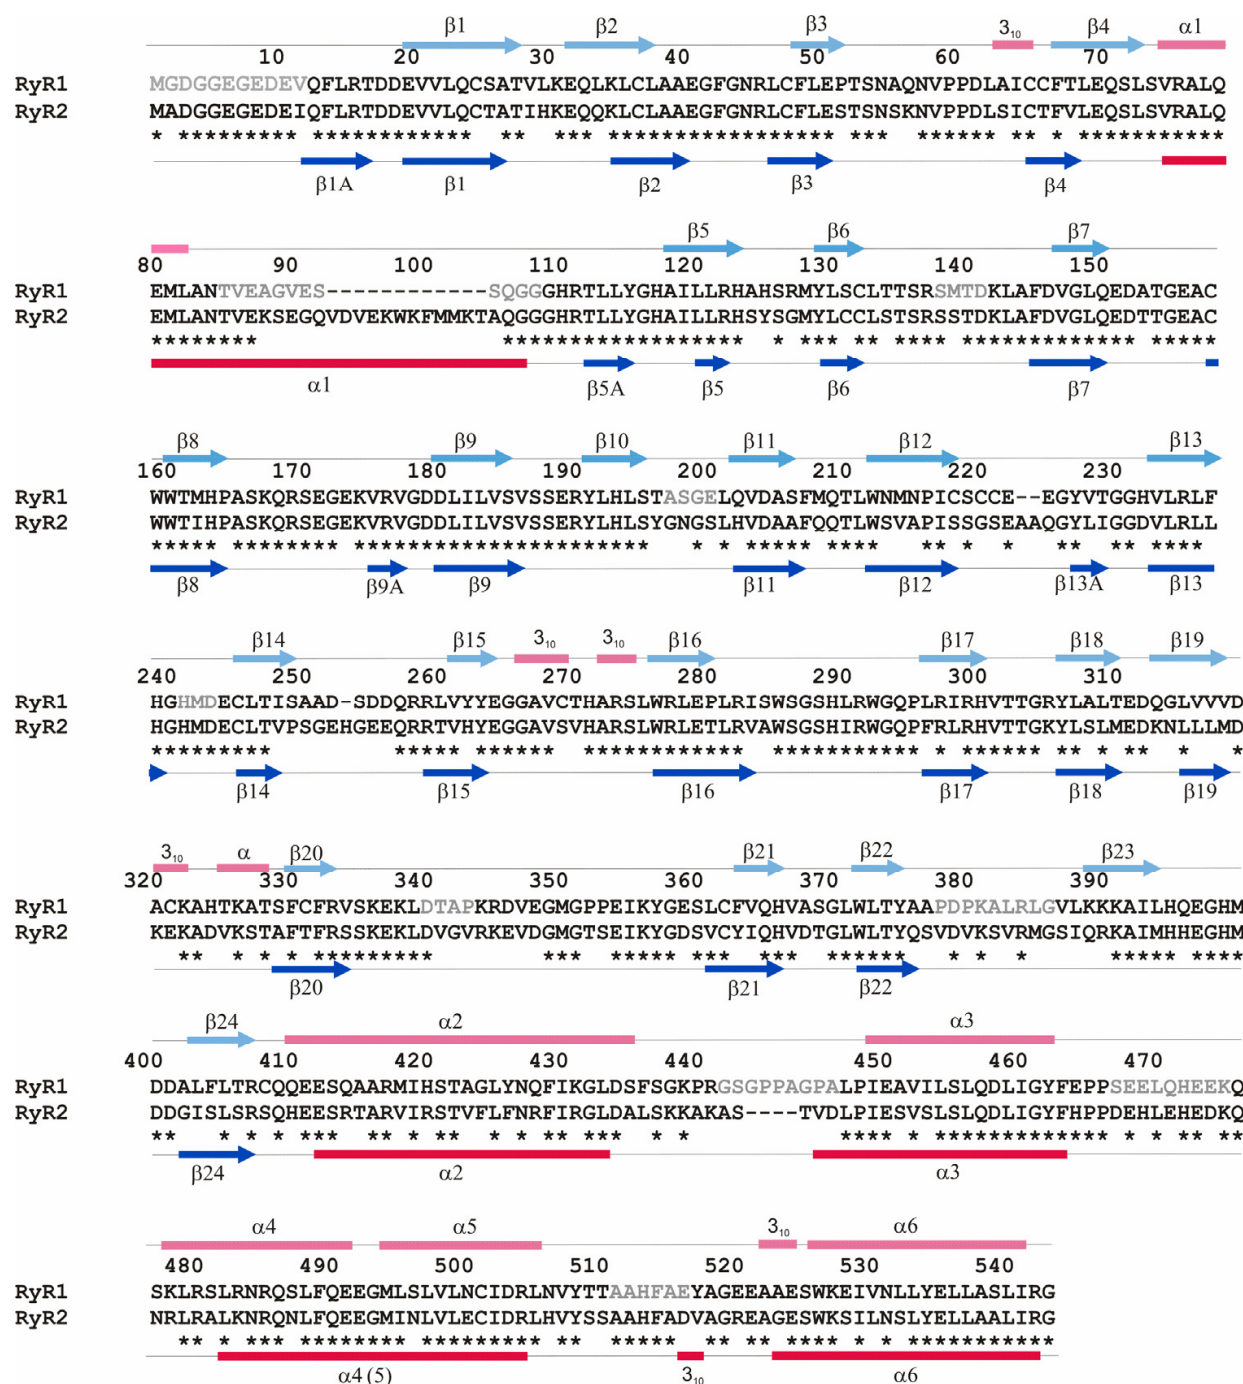 β1 β2 β3 3₁₀ β4 α1
10 20 30 40 50 60 70
RyR1 MGDGGEGEDEVQFLRTDDEVVLQCSATVLKEQLKLCLAAEGFGNRLCFLEPTSNAQNVPPDLAICCFTLEQSLSVRALQ
RyR2 MADGGEGEDEIQFLRTDDEVVLQCTATIHKEQQKLCLAAEGFGNRLCFLESTSNSKNVPPDLSICTFVLEQSLSVRALQ
* ******** ************ ** *** ***************** *** ******* ** * ***********
β1A β1 β2 β3 β4
β5 β6 β7
80 90 100 110 120 130 140 150
RyR1 EMLANTVEAGVES------------SQGGGHRTLLYGHAILLRHAHSRMYLSCLTTSRSMTDKLAFDVGLQEDATGEAC
RyR2 EMLANTVEKSEGQVDVEKWKFMMKTAQGGGHRTLLYGHAILLRHSYSGMYLCCLSTSRSSTDKLAFDVGLQEDTTGEAC
******** ****************** * *** ** **** ************* *****
α1 β5A β5 β6 β7
β8 β9 β10 β11 β12 β13
160 170 180 190 200 210 220 230
RyR1 WWTMHPASKQRSEGEKVRVGDDLILVSVSSERYLHLSTASGELQVDASFMQTLWNMNPICSCCE--EGYVTGGHVLRLF
RyR2 WWTIHPASKQRSEGEKVRVGDDLILVSVSSERYLHLSYGNGSLHVDAAFQQTLWSVAPISSGSEAAQGYLIGGDVLRLL
β8 β9A β9 β11 β12 β13A β13
β14 β15 3₁₀ 3₁₀ β16 β17 β18 β19
240 250 260 270 280 290 300 310
RyR1 HGHMDECLTISAAD-SDDQRRLVYYEGGAVCTHARSLWRLEPLRISWSGSHLRWGQPLRIRHVTTGRYLALTEDQGLVVVD
RyR2 HGHMDECLTVPSGEHGEEQRRTVHYEGGAVSVHARSLWRLETLRVAWSGSHIRWGQPFRLRHVTTGKYLSLMEDKNLLLMD
β14 β15 β16 β17 β18 β19
3₁₀ α β20 β21 β22 β23
320 330 340 350 360 370 380 390
RyR1 ACKAHTKATSFCFRVSKEKLDTAPKRDVEGMGPPEIKYGESLCFVQHVASGLWLTYAAPDPKALRLGVLKKKAILHQEGHM
RyR2 KEKADVKSTAFTFRSSKEKLDVGVRKEVDGMGTSEIKYGDSVCYIQHVDTGLWLTYQSVDVKSVRMGSIQRKAIMHHEGHM
β20 β21 β22
β24 α2 α3
400 410 420 430 440 450 460 470
RyR1 DDALFLTRCQQEESQAARMIHSTAGLYNQFIKGLDSFSGKPRGSGPPAGPALPIEAVILSLQDLIGYFEPPSEELQHEEKQ
RyR2 DDGISLSRSQHEESRTARVIRSTVFLFNRFIRGLDALSKKAKAS----TVDLPIESVSLSLQDLIGYFHPPDEHLEHEDKQ
β24 α2 α3
α4 α5 3₁₀ α6
480 490 500 510 520 530 540
RyR1 SKLRSLRNRQSLFQEEGMLSLVLNCIDRLNVYTTAAHFAEYAGEEAAESWKEIVNLLYELLASLIRG
RyR2 NRLRALKNRQNLFQEEGMINLVLECIDRLHVYSSAAHFADVAGREAGESWKSILNSLYELLAALIRG
α4 (5) 3₁₀ α6